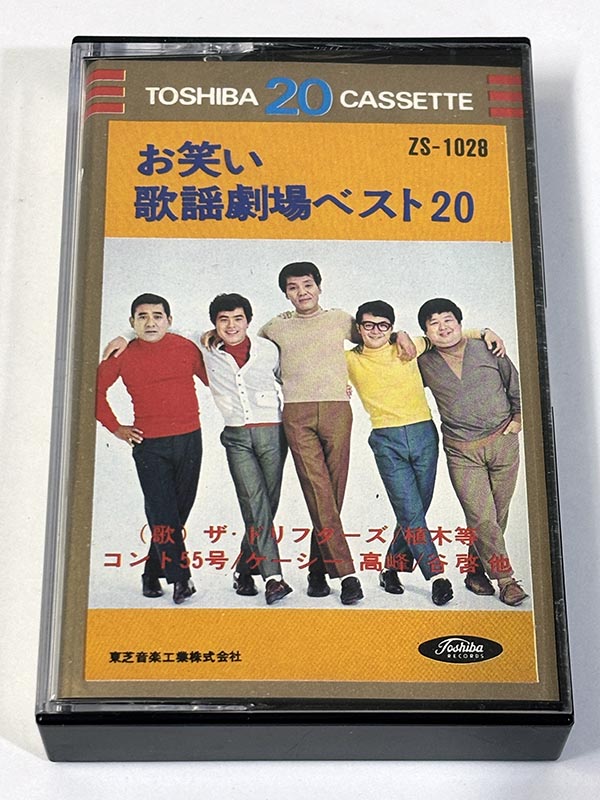 TOSHIBA 20 CASSETTE
ZS-1028
お笑い
歌謡劇場ベスト20
(歌)ザ・ドリフターズ/植木等
コント55号/ケーシー高峰/谷啓他
東芝音楽工業株式会社
Toshiba
RECORDS